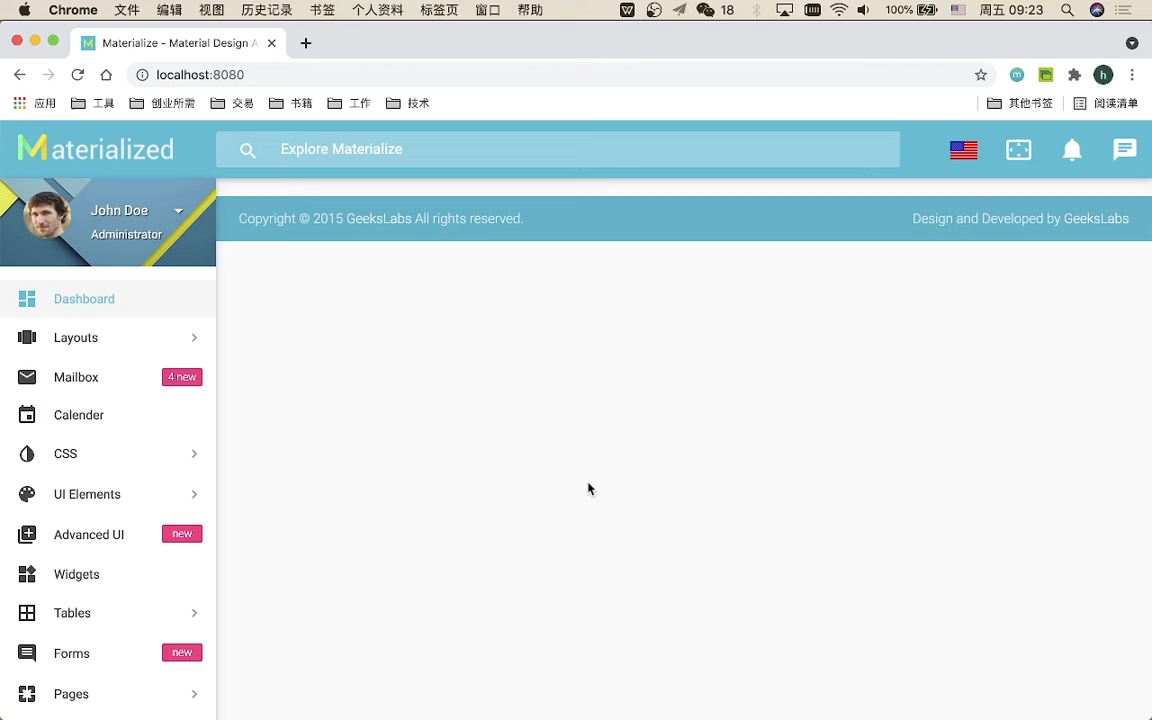 Chrome 文件 编辑 视图 历史记录 书签 个人资料 标签页 窗口 帮助 18 100% 周五 09:23
Materialize - Material Design A
localhost:8080
应用 工具 创业所需 交易 书籍 工作 技术 其他书签 阅读清单
Materialized
Explore Materialize
John Doe
Administrator
Copyright © 2015 GeeksLabs All rights reserved.
Design and Developed by GeeksLabs
Dashboard
Layouts
Mailbox 4 new
Calender
CSS
UI Elements
Advanced UI new
Widgets
Tables
Forms new
Pages